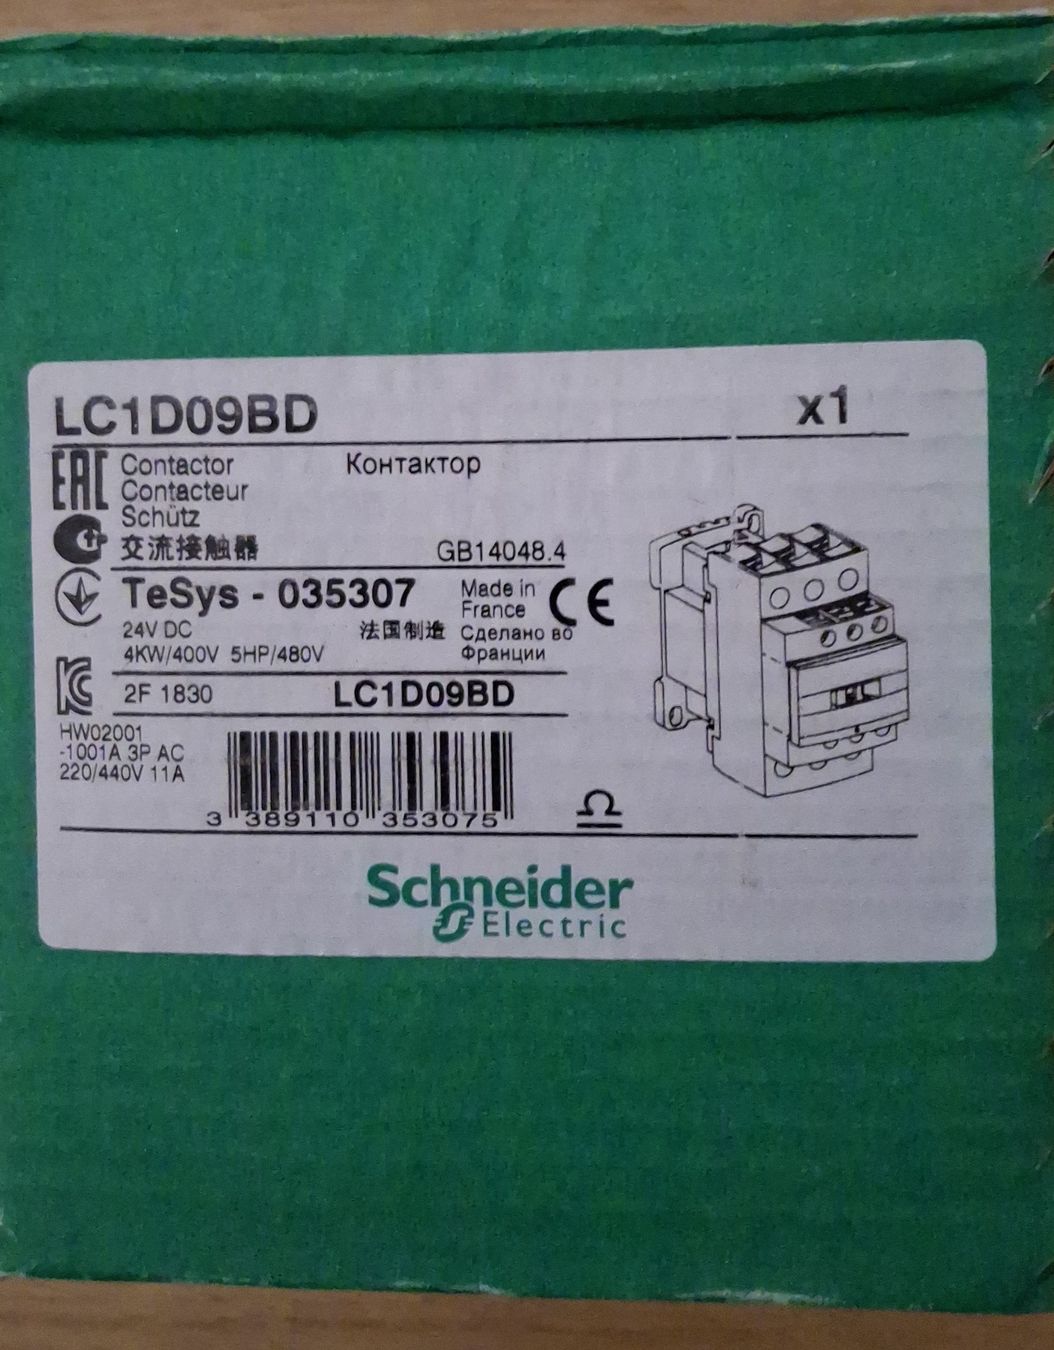 LC1D09BD x1
EAC Contactor Контактор
Contacteur
Schütz
交流接触器 GB14048.4
TeSys - 035307 Made in France CE
24V DC 法国制造 Сделано во
4KW/400V 5HP/480V Франции
2F 1830 LC1D09BD
HW02001
-1001A 3P AC
220/440V 11A
3 389110 353075
Schneider
Electric